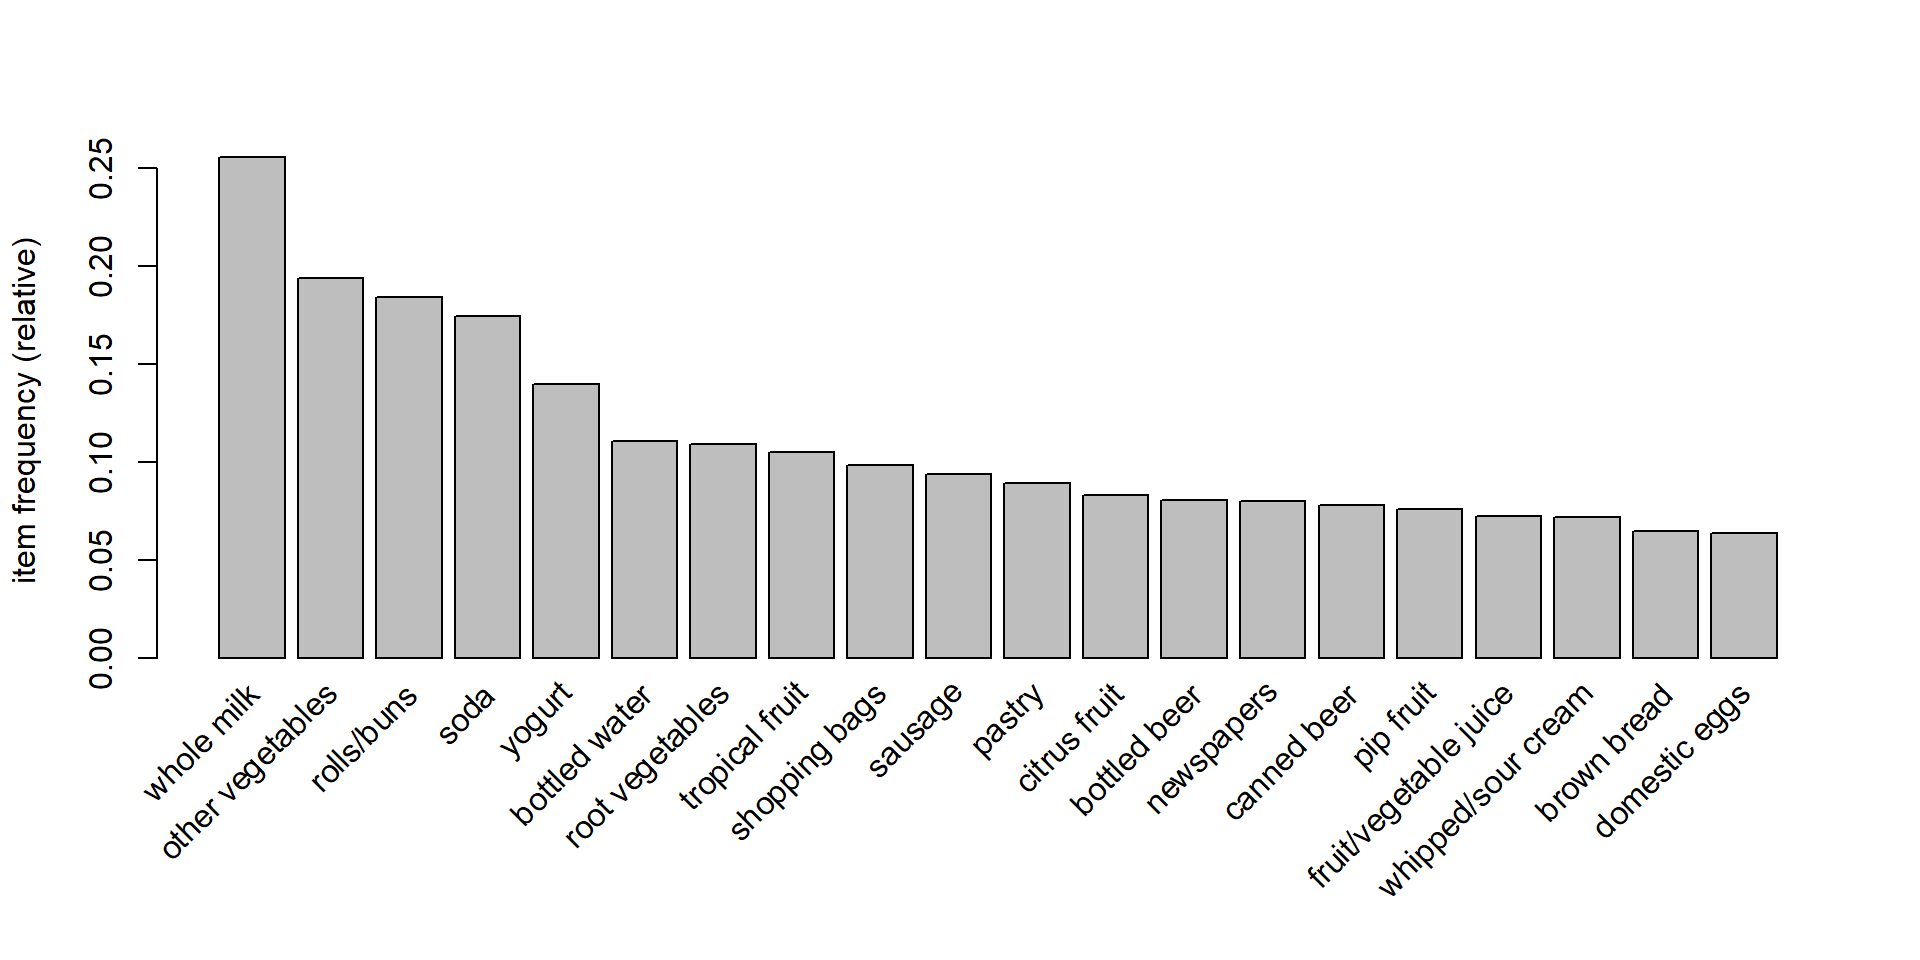 item frequency (relative)
0.25
0.20
0.15
0.10
0.05
0.00
whole milk
other vegetables
rolls/buns
soda
yogurt
bottled water
root vegetables
tropical fruit
shopping bags
sausage
pastry
citrus fruit
bottled beer
newspapers
canned beer
pip fruit
fruit/vegetable juice
whipped/sour cream
brown bread
domestic eggs